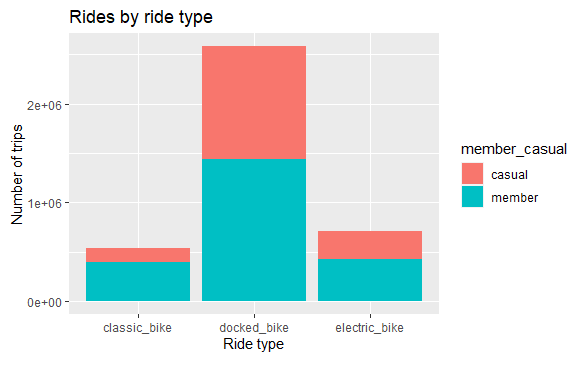 Rides by ride type
Number of trips
2e+06
1e+06
0e+00
classic_bike
docked_bike
electric_bike
Ride type
member_casual
casual
member